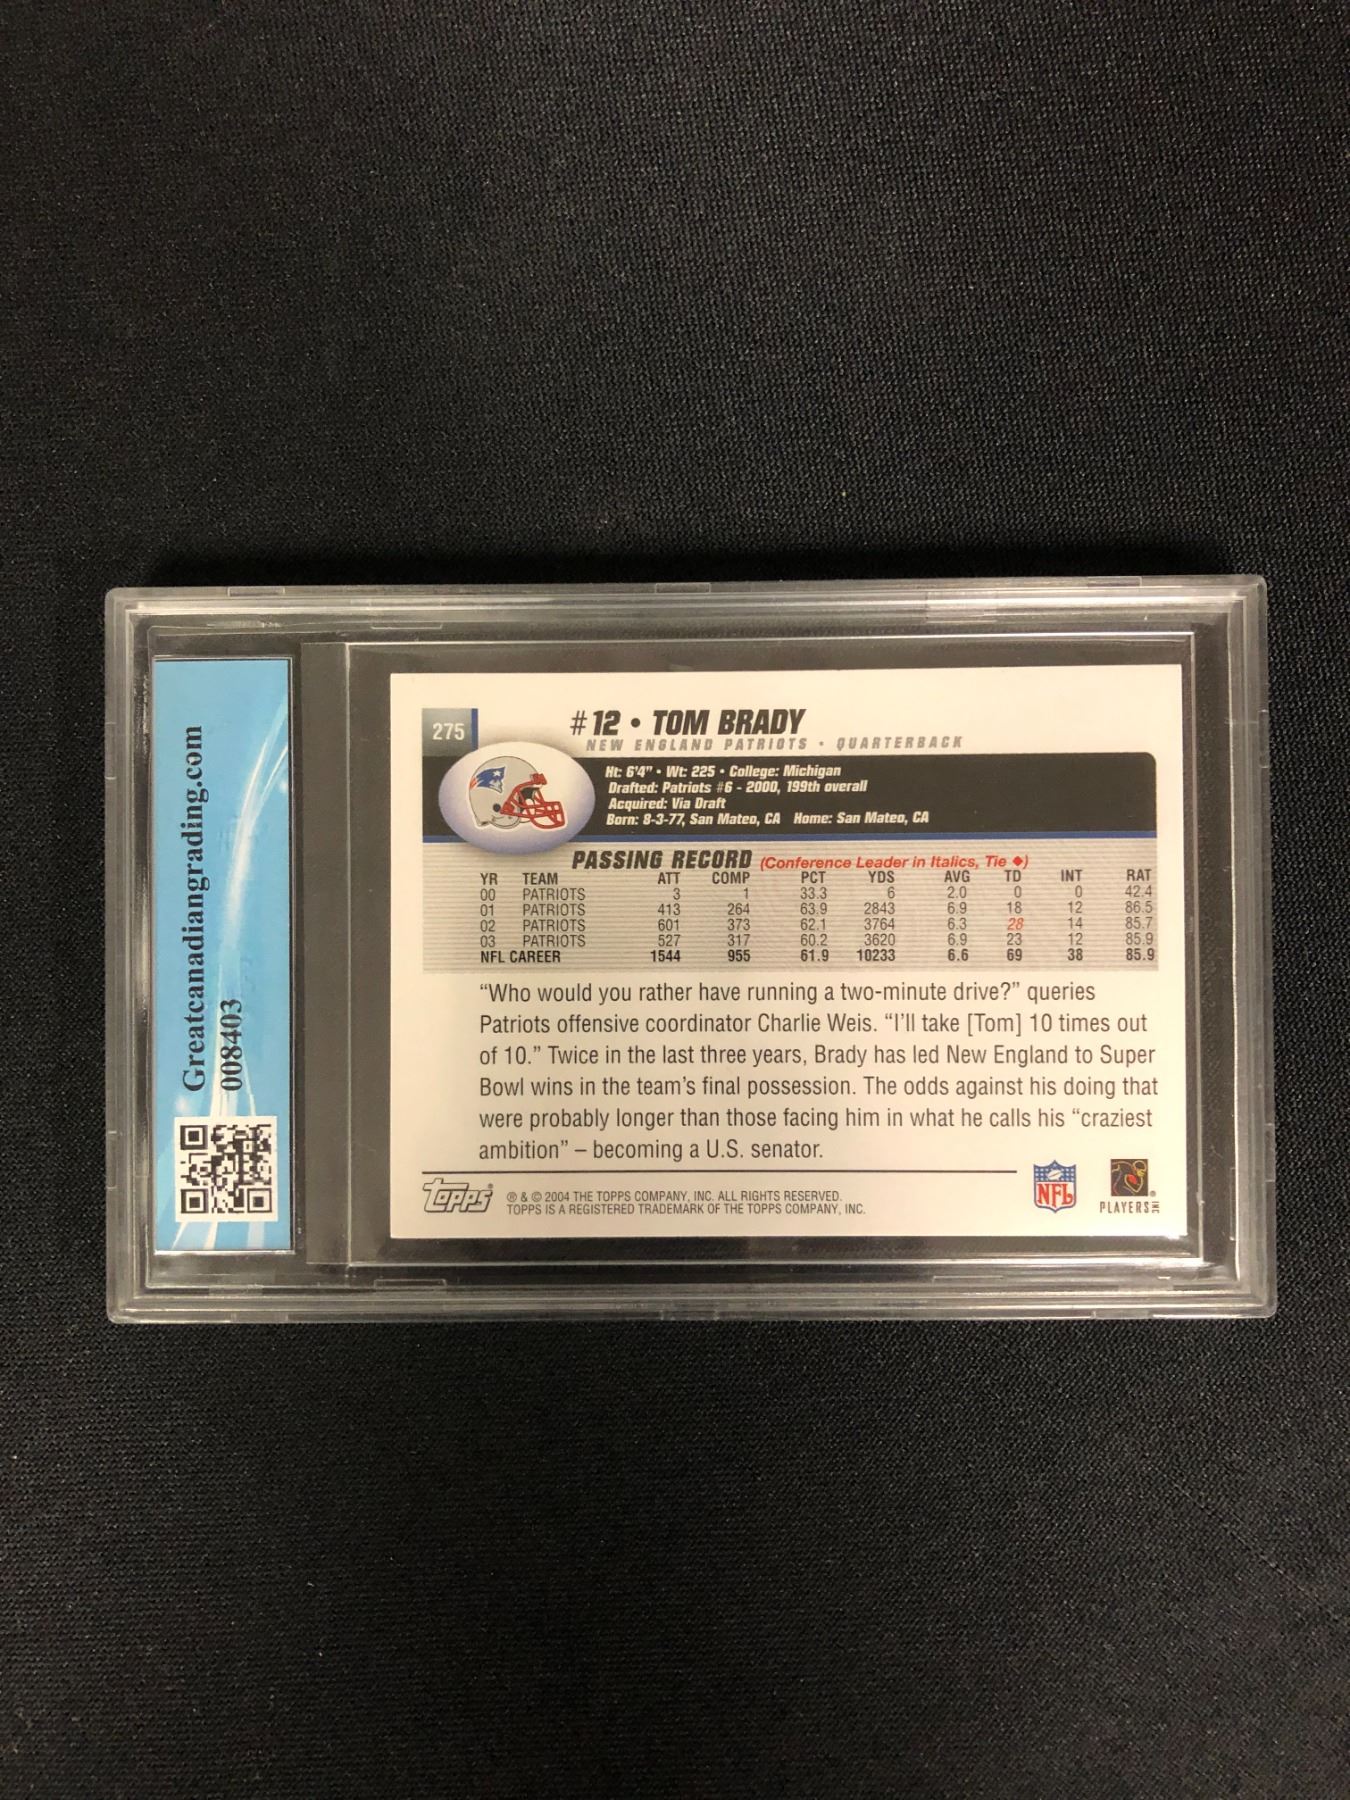 Greatcanadiangrading.com
008403
275
#12 • TOM BRADY
NEW ENGLAND PATRIOTS • QUARTERBACK
Ht: 6'4" • Wt: 225 • College: Michigan
Drafted: Patriots #6 - 2000, 199th overall
Acquired: Via Draft
Born: 8-3-77, San Mateo, CA Home: San Mateo, CA
PASSING RECORD (Conference Leader in Italics, Tie ♦)
YR TEAM ATT COMP PCT YDS AVG TD INT RAT
00 PATRIOTS 3 1 33.3 6 2.0 0 0 42.4
01 PATRIOTS 413 264 63.9 2843 6.9 18 12 86.5
02 PATRIOTS 601 373 62.1 3764 6.3 28 14 85.7
03 PATRIOTS 527 317 60.2 3620 6.9 23 12 85.9
NFL CAREER 1544 955 61.9 10233 6.6 69 38 85.9
“Who would you rather have running a two-minute drive?” queries
Patriots offensive coordinator Charlie Weis. “I’ll take [Tom] 10 times out
of 10.” Twice in the last three years, Brady has led New England to Super
Bowl wins in the team’s final possession. The odds against his doing that
were probably longer than those facing him in what he calls his “craziest
ambition” – becoming a U.S. senator.
Topps®
® & © 2004 THE TOPPS COMPANY, INC. ALL RIGHTS RESERVED.
TOPPS IS A REGISTERED TRADEMARK OF THE TOPPS COMPANY, INC.
NFL
PLAYERS INC